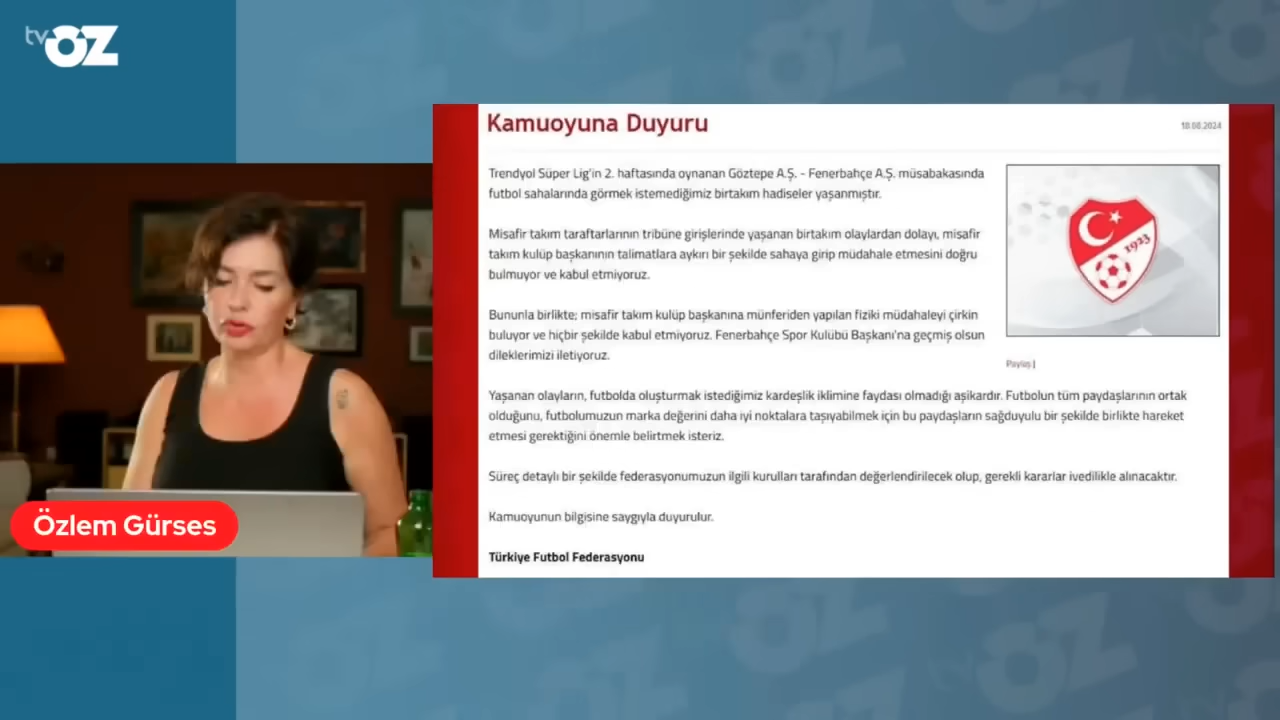 tv ÖZ
Kamuoyuna Duyuru
18.08.2024
Trendyol Süper Lig'in 2. haftasında oynanan Göztepe A.Ş. - Fenerbahçe A.Ş. müsabakasında
futbol sahalarında görmek istemediğimiz birtakım hadiseler yaşanmıştır.
Misafir takım taraftarlarının tribüne girişlerinde yaşanan birtakım olaylardan dolayı, misafir
takım kulüp başkanının talimatlara aykırı bir şekilde sahaya girip müdahale etmesini doğru
bulmuyor ve kabul etmiyoruz.
Bununla birlikte; misafir takım kulüp başkanına münferiden yapılan fiziki müdahaleyi çirkin
buluyor ve hiçbir şekilde kabul etmiyoruz. Fenerbahçe Spor Kulübü Başkanı'na geçmiş olsun
dileklerimizi iletiyoruz.
1923
Paylaş |
Yaşanan olayların, futbolda oluşturmak istediğimiz kardeşlik iklimine faydası olmadığı aşikardır. Futbolun tüm paydaşlarının ortak
olduğunu, futbolumuzun marka değerini daha iyi noktalara taşıyabilmek için bu paydaşların sağduyulu bir şekilde birlikte hareket
etmesi gerektiğini önemle belirtmek isteriz.
Süreç detaylı bir şekilde federasyonumuzun ilgili kurulları tarafından değerlendirilecek olup, gerekli kararlar ivedilikle alınacaktır.
Kamuoyunun bilgisine saygıyla duyurulur.
Türkiye Futbol Federasyonu
Özlem Gürses